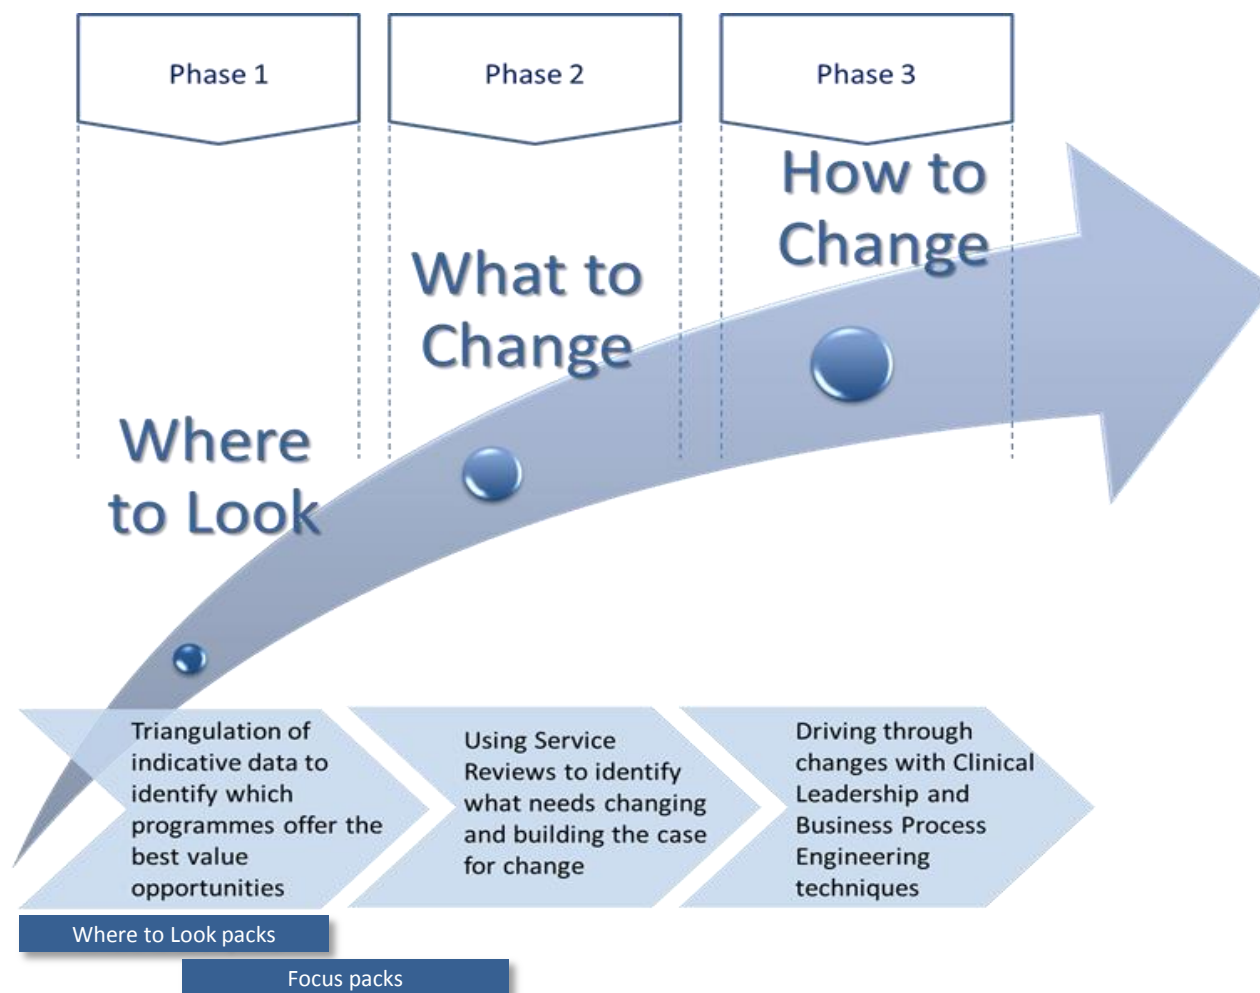 Phase 1
Phase 2
Phase 3
How to
Change
What to
Change
Where
to Look
Triangulation of
indicative data to
identify which
programmes offer the
best value
opportunities
Using Service
Reviews to identify
what needs changing
and building the case
for change
Driving through
changes with Clinical
Leadership and
Business Process
Engineering
techniques
Where to Look packs
Focus packs